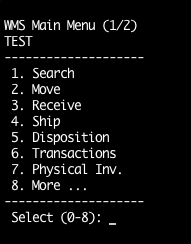 WMS Main Menu (1/2)
TEST
--------------------
1. Search
2. Move
3. Receive
4. Ship
5. Disposition
6. Transactions
7. Physical Inv.
8. More ...
--------------------
Select (0-8): _